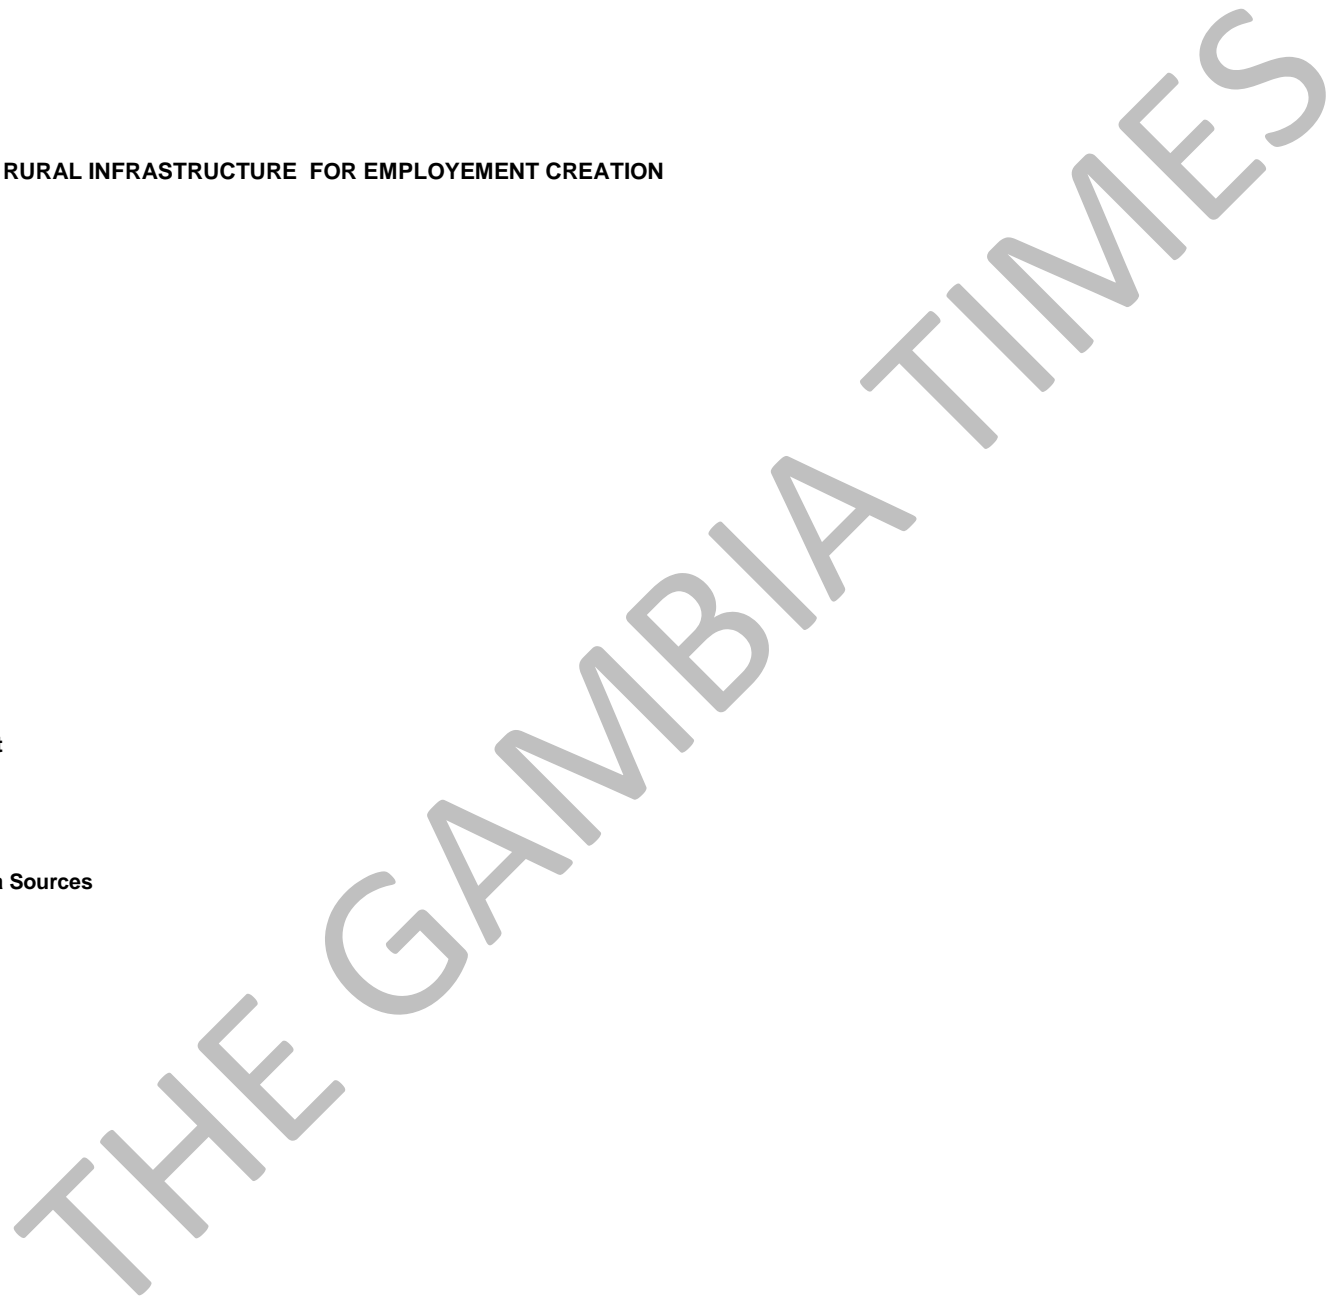 RURAL INFRASTRUCTURE  FOR EMPLOYEMENT CREATION
t
Sources
THE GAMBIA TIMES